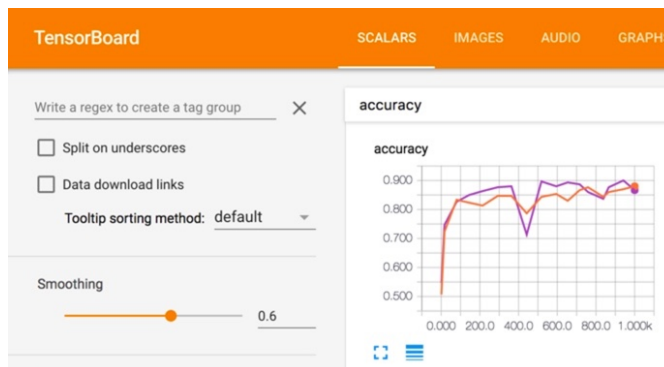 TensorBoard
SCALARS IMAGES AUDIO GRAPH
Write a regex to create a tag group
Split on underscores
Data download links
Tooltip sorting method: default
Smoothing
0.6
accuracy
accuracy
0.900
0.800
0.700
0.600
0.500
0.000 200.0 400.0 600.0 800.0 1.000k